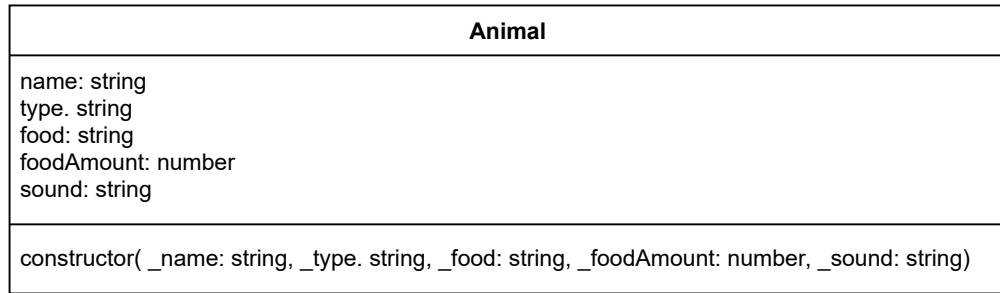 Animal
name: string
type. string
food: string
foodAmount: number
sound: string
constructor( _name: string, _type. string, _food: string, _foodAmount: number, _sound: string)